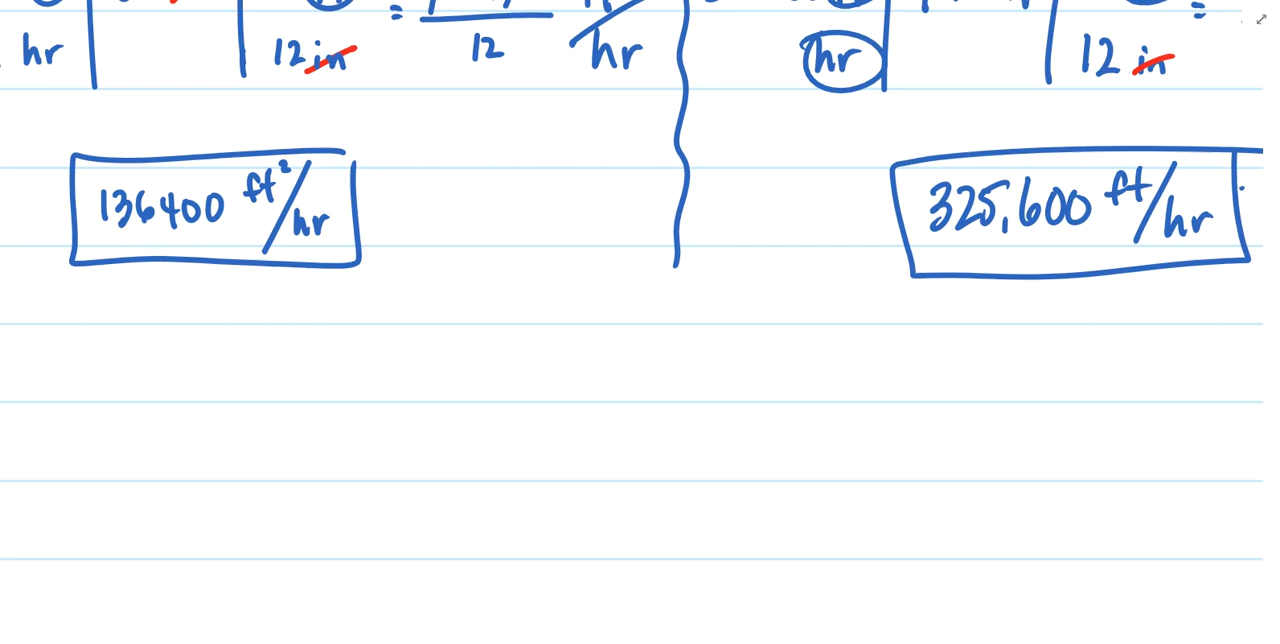 hr 12 in = 12 hr
hr 12 in =
136400 ft²/hr
325,600 ft/hr